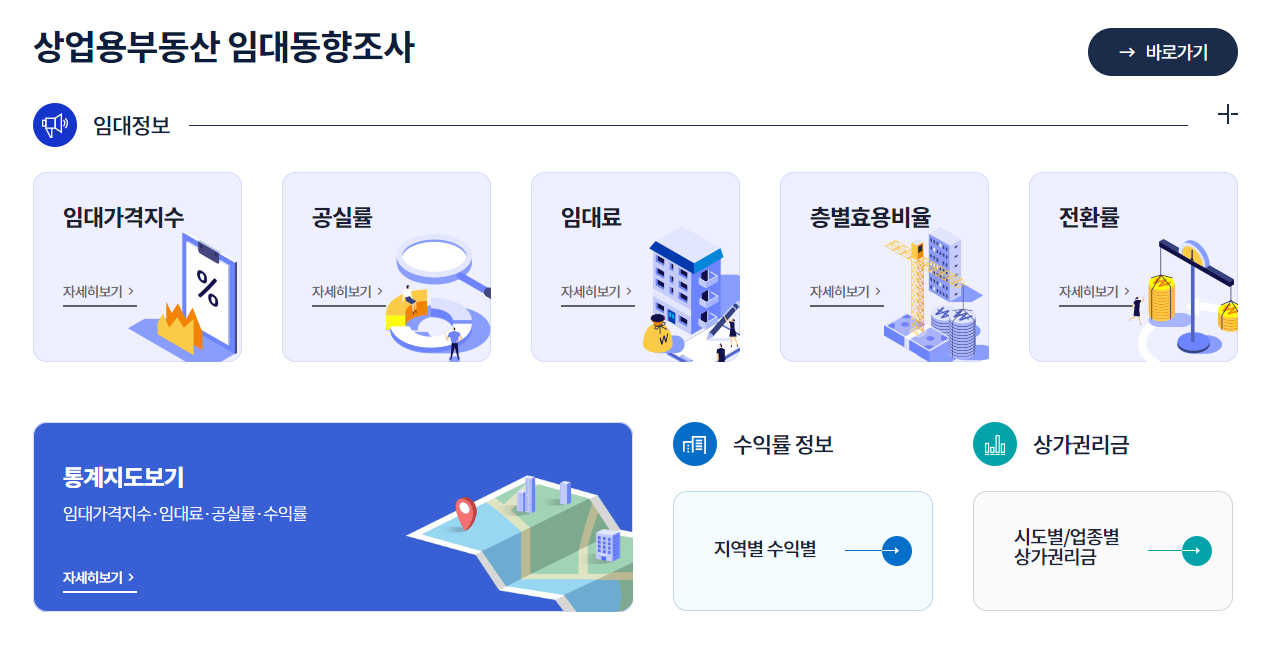 상업용부동산 임대동향조사
→ 바로가기
임대정보
임대가격지수
자세히보기 >
공실률
자세히보기 >
임대료
자세히보기 >
층별효용비율
자세히보기 >
전환률
자세히보기 >
%
W
통계지도보기
임대가격지수·임대료·공실률·수익률
자세히보기 >
수익률 정보
지역별 수익별
상가권리금
시도별/업종별
상가권리금